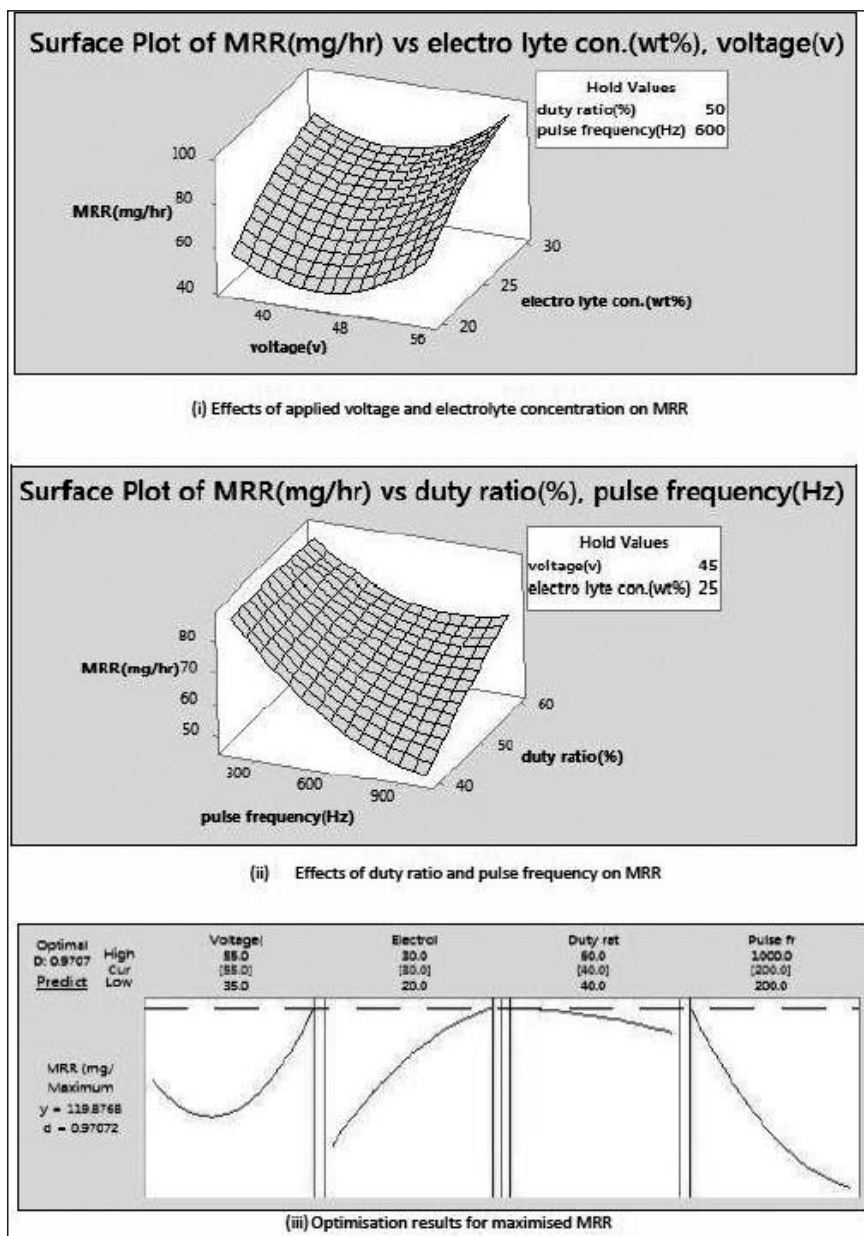 Surface Plot of MRR(mg/hr) vs electro lyte con.(wt%), voltage(v)
Hold Values
duty ratio(%) 50
pulse frequency(Hz) 600
100
80
60
40
MRR(mg/hr)
30
25
20
electro lyte con.(wt%)
40
48
56
voltage(v)
(i) Effects of applied voltage and electrolyte concentration on MRR
Surface Plot of MRR(mg/hr) vs duty ratio(%), pulse frequency(Hz)
Hold Values
voltage(v) 45
electro lyte con.(wt%) 25
80
70
60
50
MRR(mg/hr)
60
50
40
duty ratio(%)
300
600
900
pulse frequency(Hz)
(ii) Effects of duty ratio and pulse frequency on MRR
Optimal
D: 0.9707
Predict
High
Cur
Low
Voltage(
55.0
[55.0]
35.0
Electrol
30.0
[30.0]
20.0
Duty rat
60.0
[40.0]
40.0
Pulse fr
1000.0
[200.0]
200.0
MRR (mg/
Maximum
y = 119.8768
d = 0.97072
(iii) Optimisation results for maximised MRR